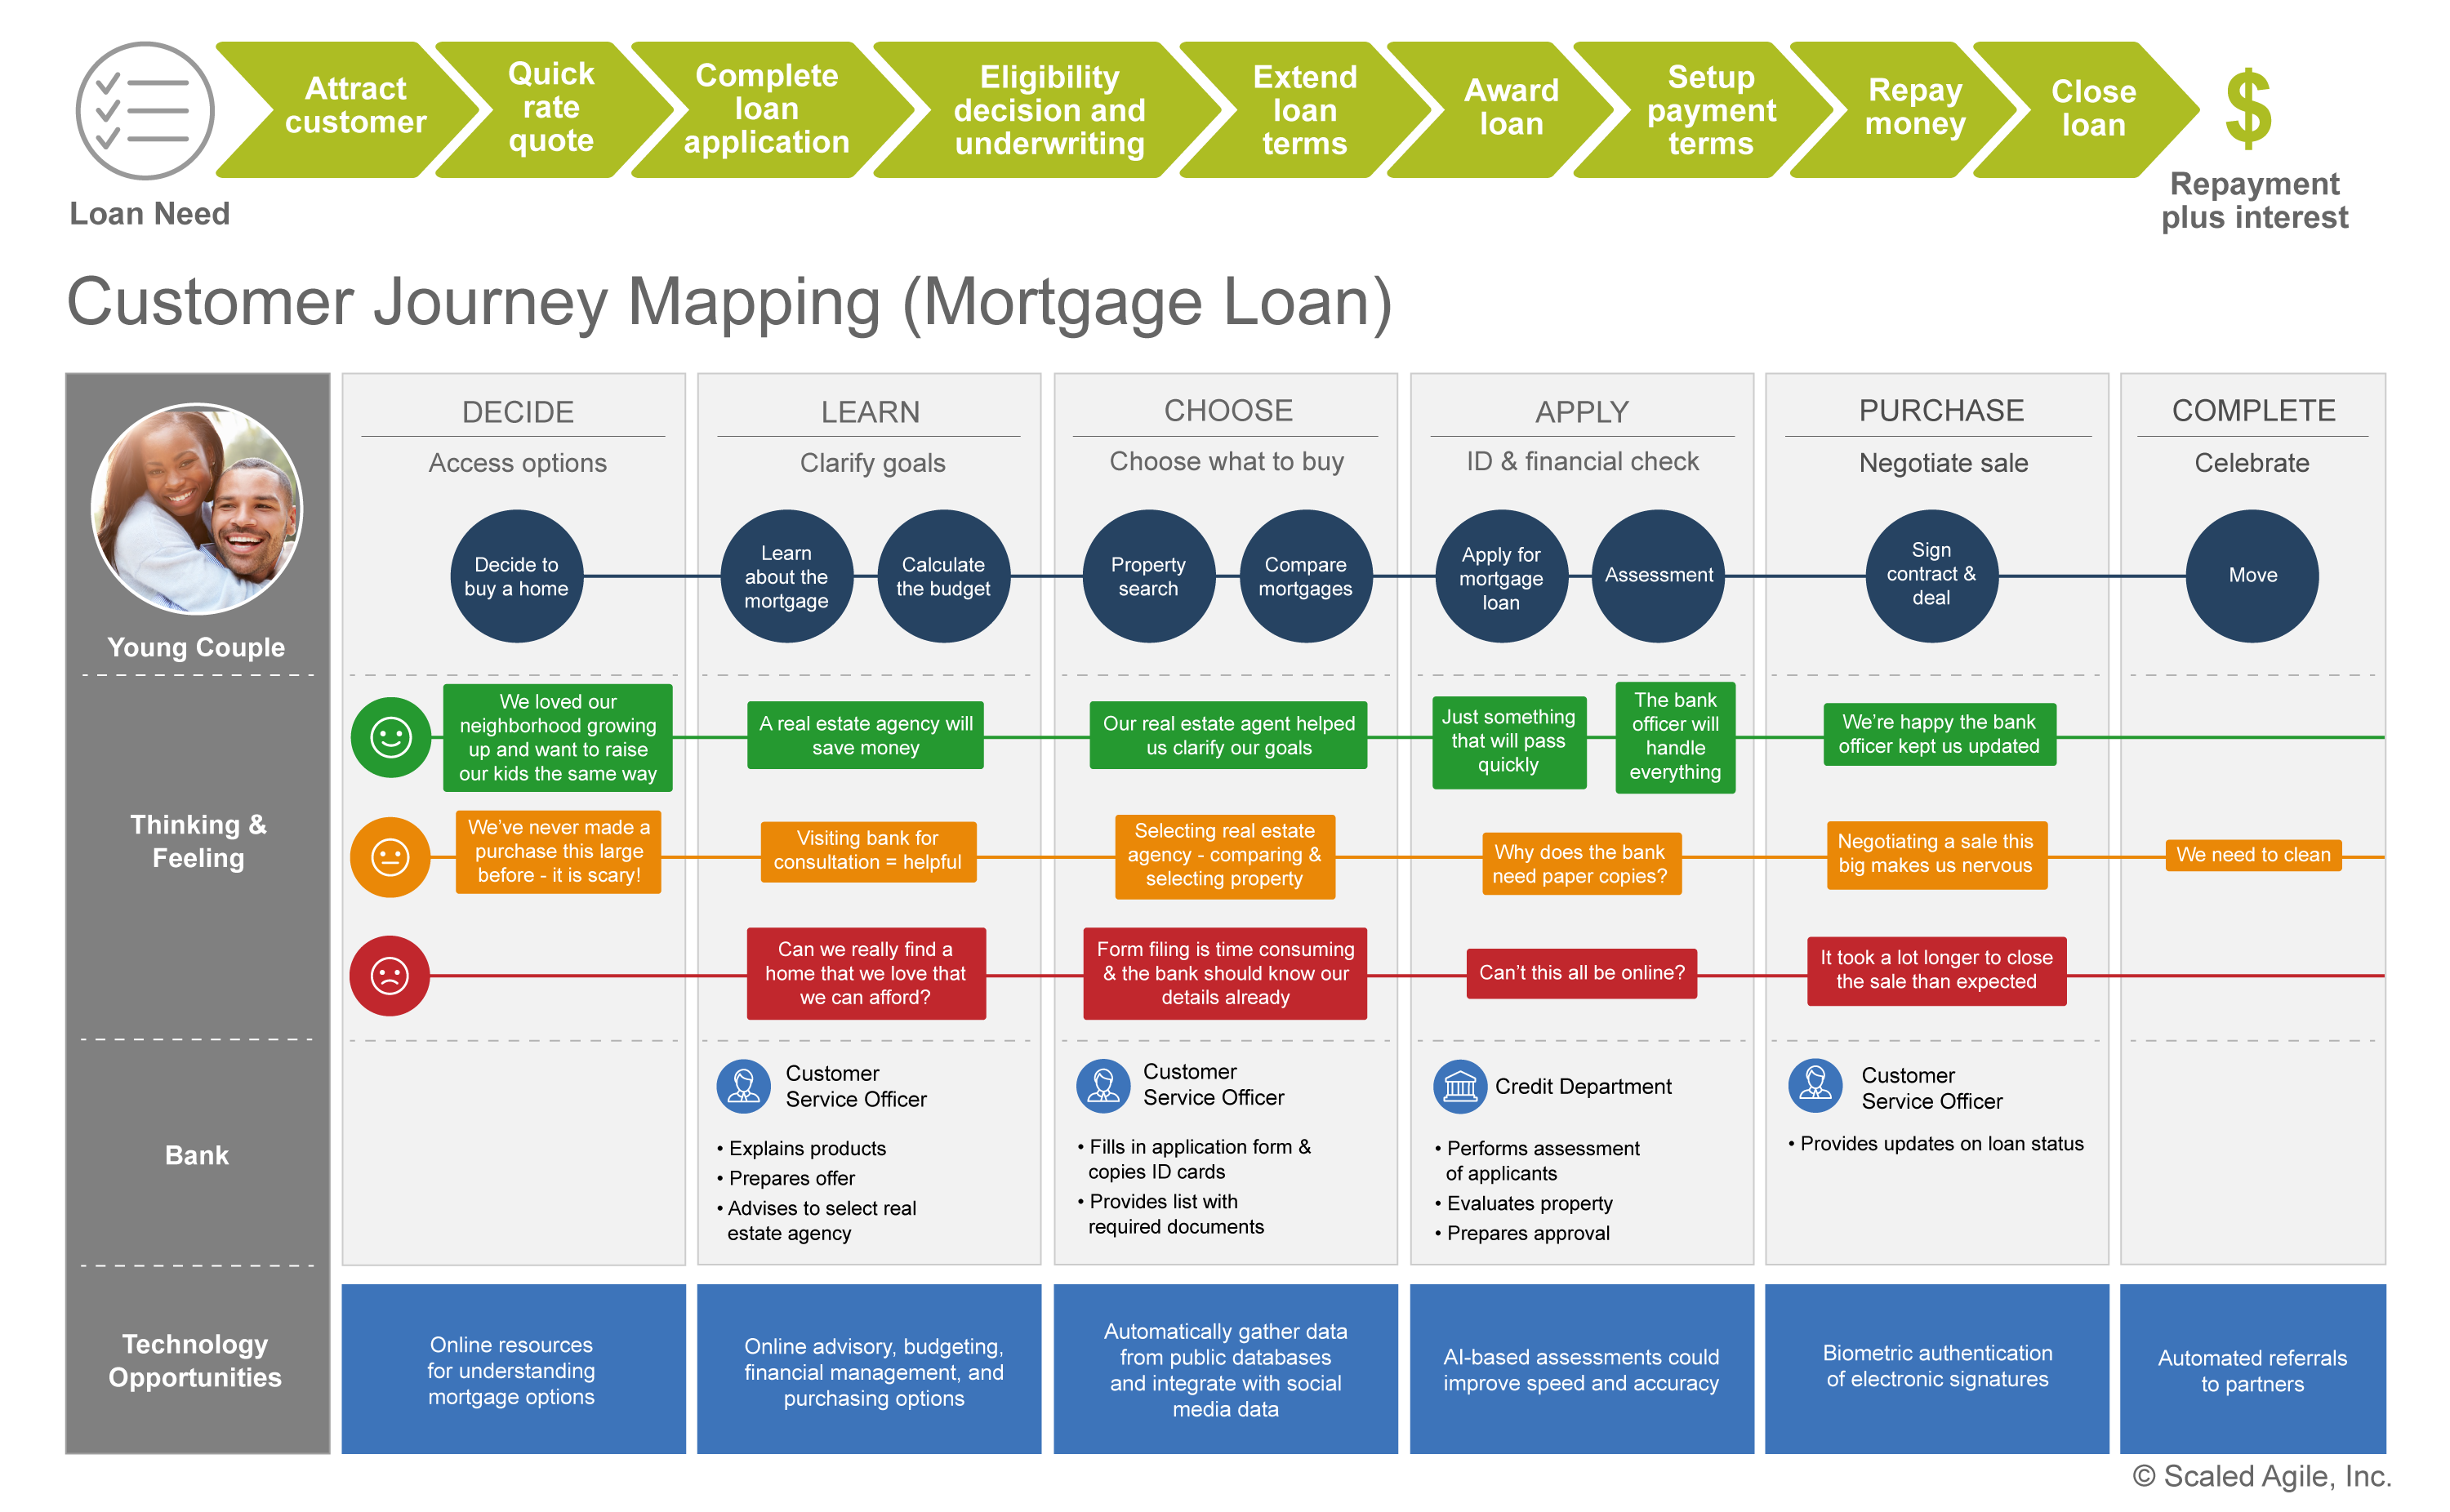 Attract
customer
Quick
rate
quote
Complete
loan
application
Eligibility
decision and
underwriting
Extend
loan
terms
Award
loan
Setup
payment
terms
Repay
money
Close
loan
$
Loan Need
Repayment
plus interest
Customer Journey Mapping (Mortgage Loan)
Young Couple
DECIDE
Access options
LEARN
Clarify goals
CHOOSE
Choose what to buy
APPLY
ID & financial check
PURCHASE
Negotiate sale
COMPLETE
Celebrate
Decide to
buy a home
Learn
about the
mortgage
Calculate
the budget
Property
search
Compare
mortgages
Apply for
mortgage
loan
Assessment
Sign
contract &
deal
Move
Thinking &
Feeling
We loved our
neighborhood growing
up and want to raise
our kids the same way
A real estate agency will
save money
Our real estate agent helped
us clarify our goals
Just something
that will pass
quickly
The bank
officer will
handle
everything
We're happy the bank
officer kept us updated
We've never made a
purchase this large
before - it is scary!
Visiting bank for
consultation = helpful
Selecting real estate
agency - comparing &
selecting property
Why does the bank
need paper copies?
Negotiating a sale this
big makes us nervous
We need to clean
Can we really find a
home that we love that
we can afford?
Form filing is time consuming
& the bank should know our
details already
Can't this all be online?
It took a lot longer to close
the sale than expected
Bank
Customer
Service Officer
• Explains products
• Prepares offer
• Advises to select real
estate agency
Customer
Service Officer
• Fills in application form &
copies ID cards
• Provides list with
required documents
Credit Department
• Performs assessment
of applicants
• Evaluates property
• Prepares approval
Customer
Service Officer
• Provides updates on loan status
Technology
Opportunities
Online resources
for understanding
mortgage options
Online advisory, budgeting,
financial management, and
purchasing options
Automatically gather data
from public databases
and integrate with social
media data
AI-based assessments could
improve speed and accuracy
Biometric authentication
of electronic signatures
Automated referrals
to partners
© Scaled Agile, Inc.